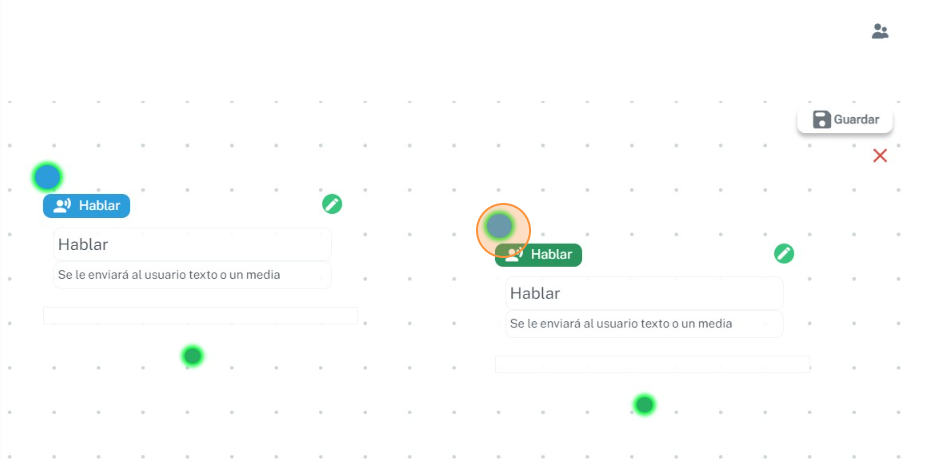 Guardar
Hablar
Hablar
Se le enviará al usuario texto o un media
Hablar
Hablar
Se le enviará al usuario texto o un media